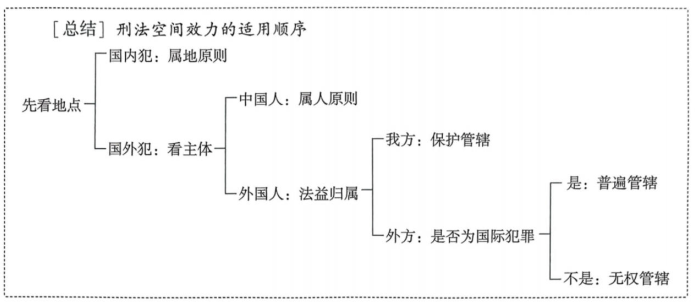 ［总结］刑法空间效力的适用顺序
国内犯：属地原则
先看地点
中国人：属人原则
国外犯：看主体
我方：保护管辖
外国人：法益归属
是：普遍管辖
外方：是否为国际犯罪
不是：无权管辖